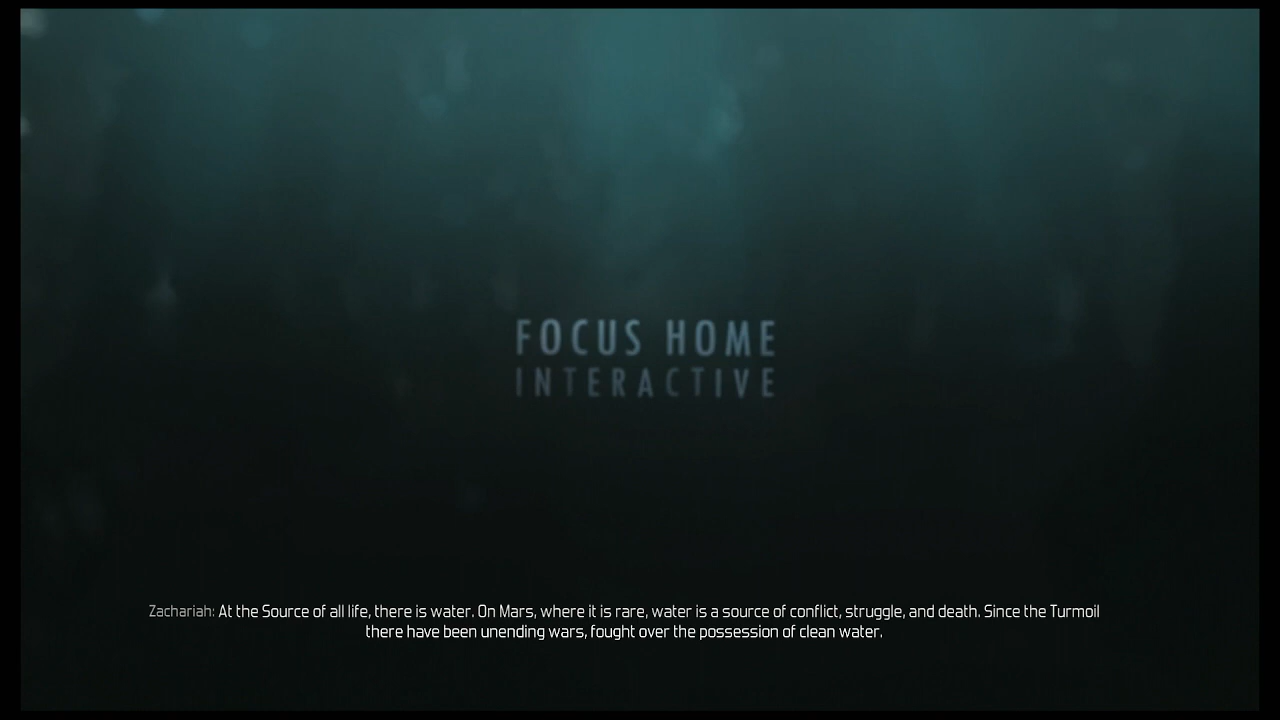 FOCUS HOME
INTERACTIVE
Zachariah: At the Source of all life, there is water. On Mars, where it is rare, water is a source of conflict, struggle, and death. Since the Turmoil
there have been unending wars, fought over the possession of clean water.